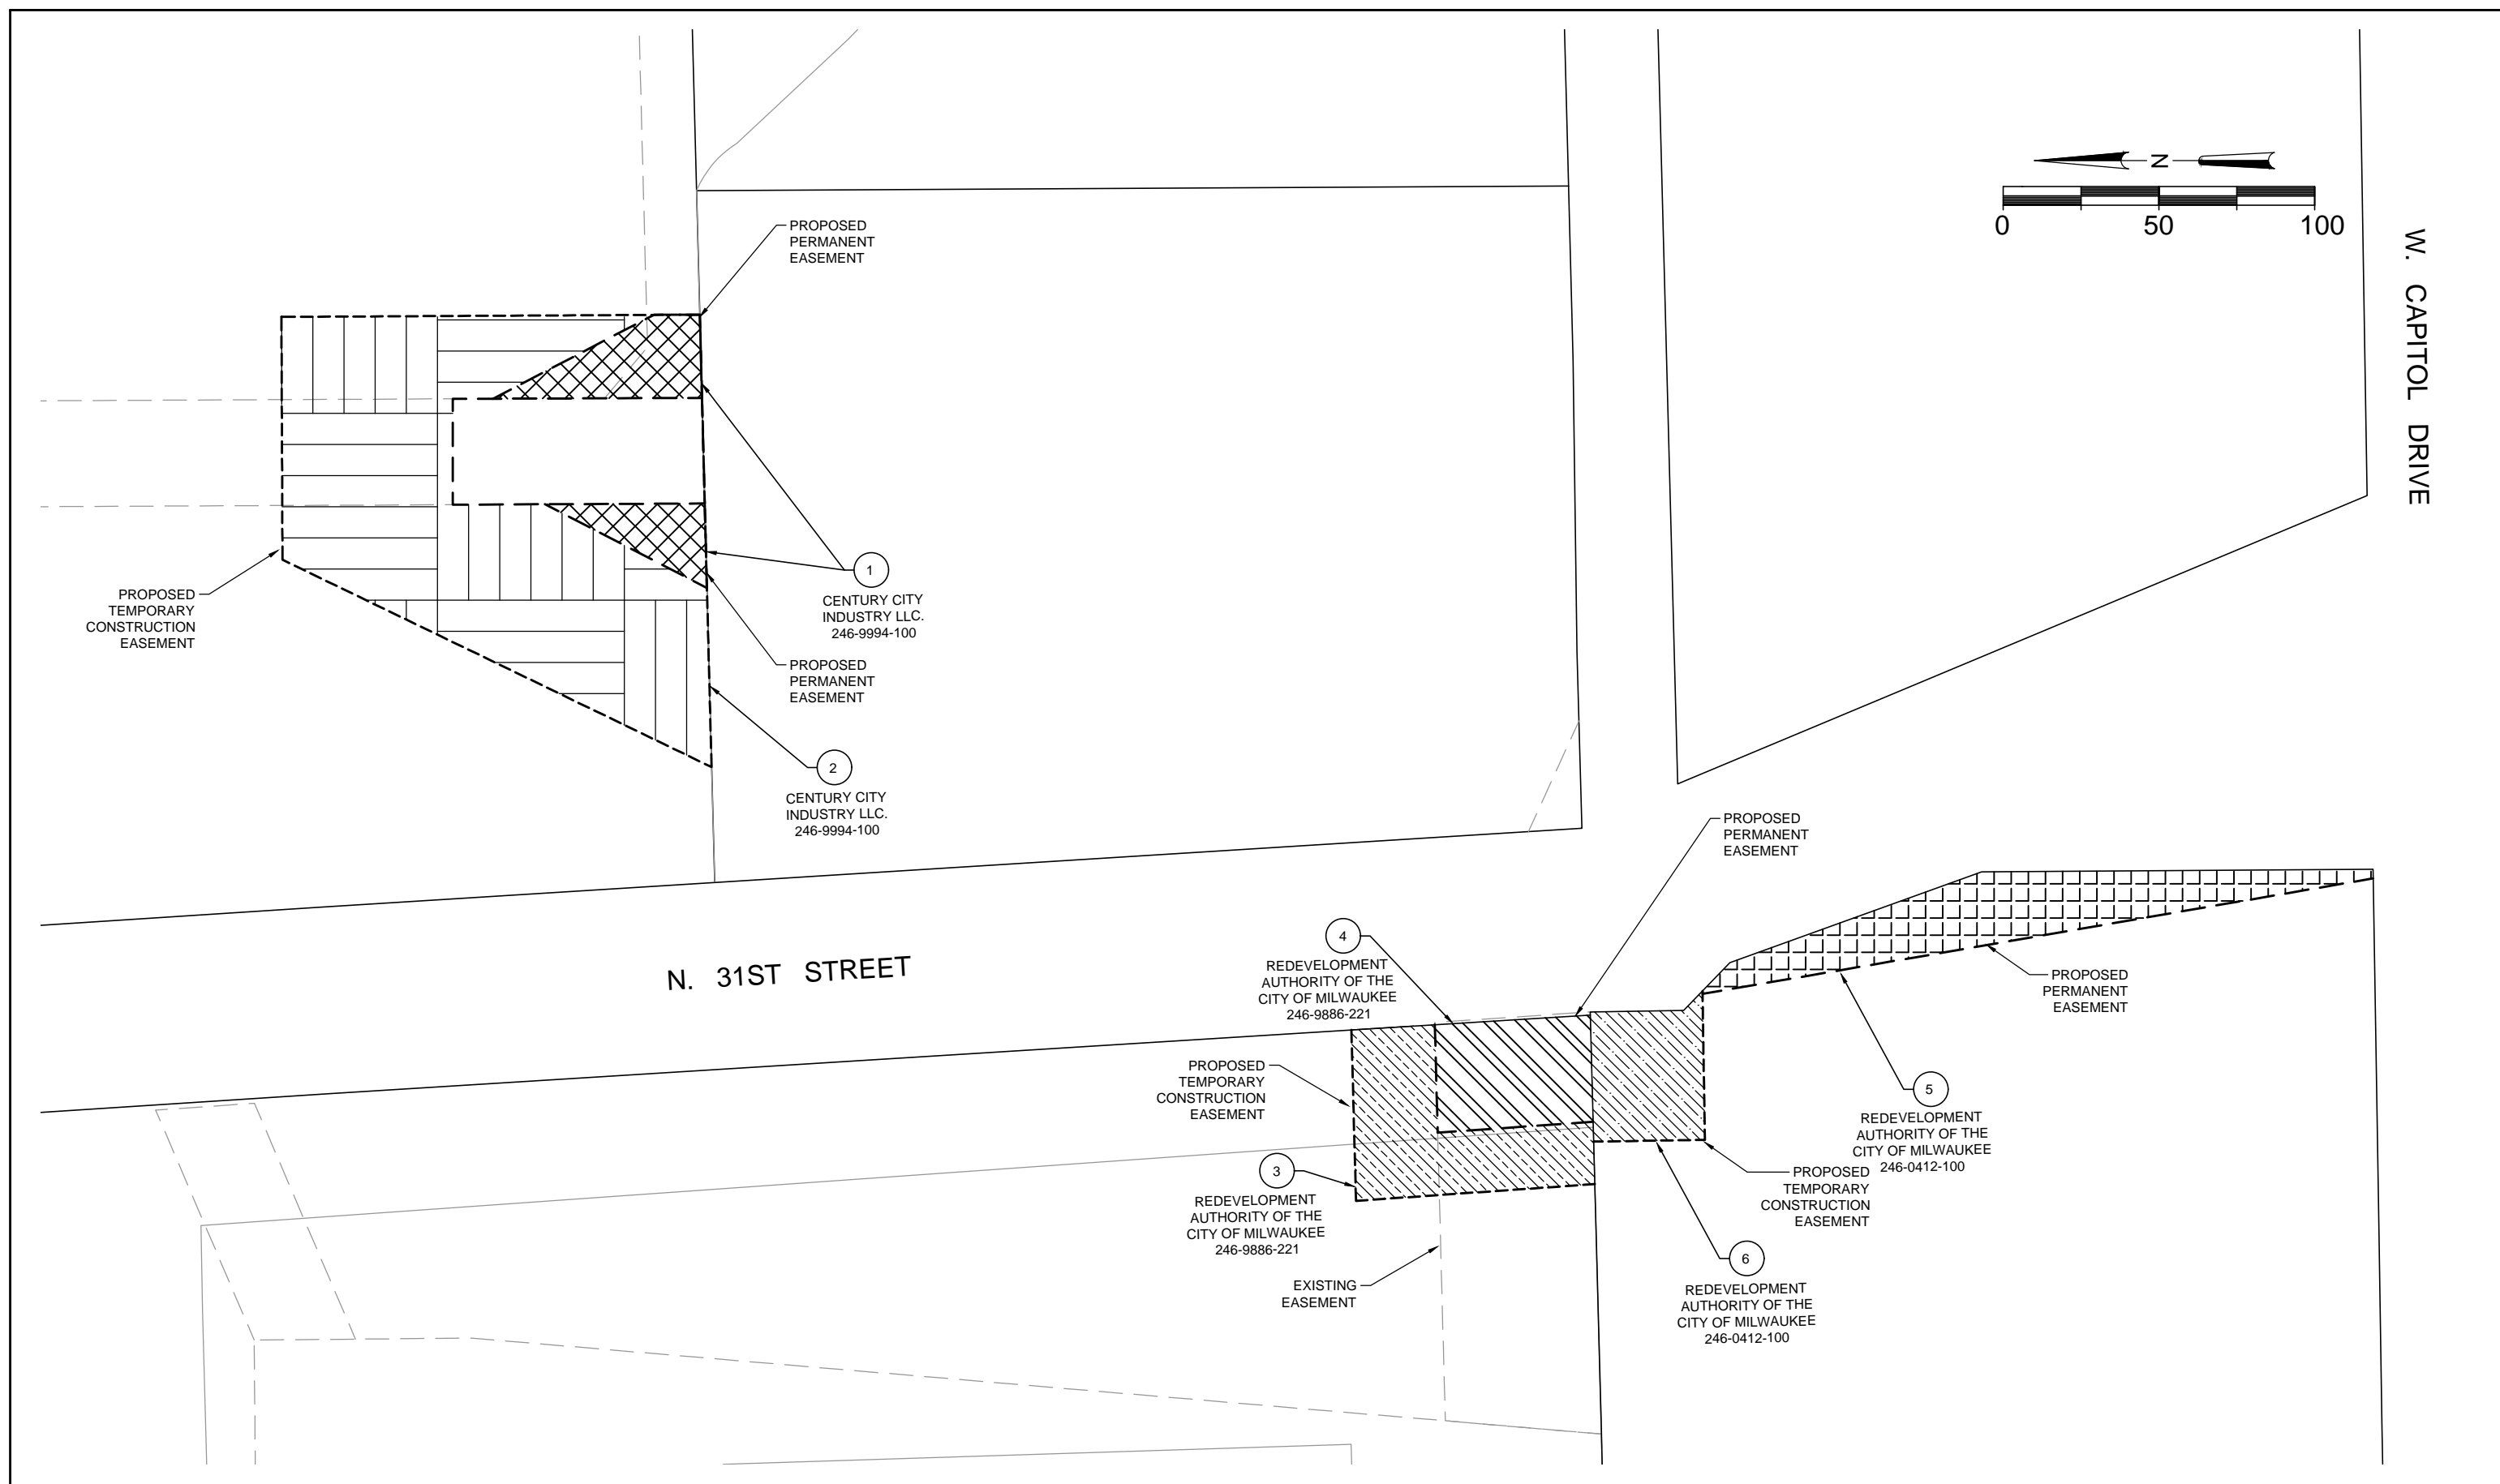 N
0 50 100
W. CAPITOL DRIVE
PROPOSED
PERMANENT
EASEMENT
1
CENTURY CITY
INDUSTRY LLC.
246-9994-100
PROPOSED
TEMPORARY
CONSTRUCTION
EASEMENT
PROPOSED
PERMANENT
EASEMENT
2
CENTURY CITY
INDUSTRY LLC.
246-9994-100
PROPOSED
PERMANENT
EASEMENT
N. 31ST STREET
4
REDEVELOPMENT
AUTHORITY OF THE
CITY OF MILWAUKEE
246-9886-221
PROPOSED
PERMANENT
EASEMENT
PROPOSED
TEMPORARY
CONSTRUCTION
EASEMENT
5
REDEVELOPMENT
AUTHORITY OF THE
CITY OF MILWAUKEE
246-0412-100
3
REDEVELOPMENT
AUTHORITY OF THE
CITY OF MILWAUKEE
246-9886-221
PROPOSED
TEMPORARY
CONSTRUCTION
EASEMENT
EXISTING
EASEMENT
6
REDEVELOPMENT
AUTHORITY OF THE
CITY OF MILWAUKEE
246-0412-100